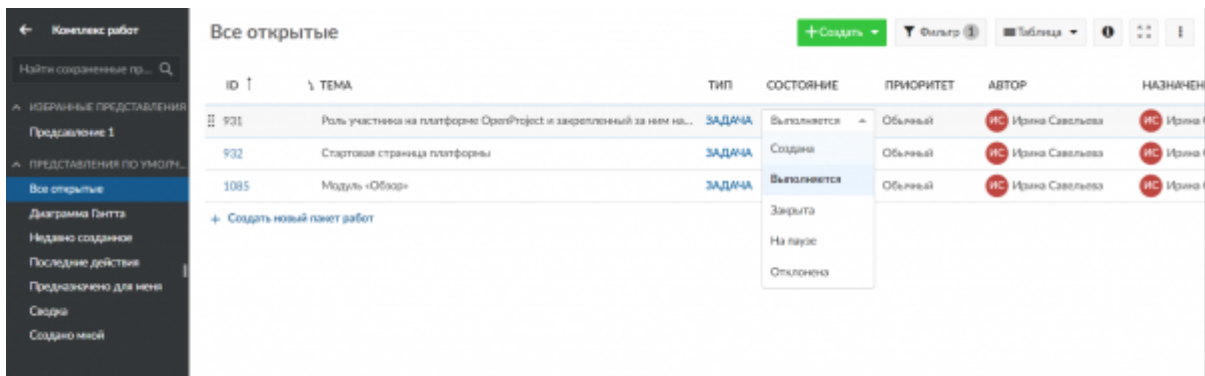 Комплекс работ
Найти сохраненные пр...
ИЗБРАННЫЕ ПРЕДСТАВЛЕНИЯ
Представление 1
ПРЕДСТАВЛЕНИЯ ПО УМОЛЧ...
Все открытые
Диаграмма Гантта
Недавно созданное
Последние действия
Предназначено для меня
Сводка
Создано мной
Все открытые
+ Создать
Фильтр 1
Таблица
ID ТЕМА ТИП СОСТОЯНИЕ ПРИОРИТЕТ АВТОР НАЗНАЧЕН
931 Роль участника на платформе OpenProject и закрепленный за ним на... ЗАДАЧА Выполняется Обычный ИС Ирина Савельева ИС Ирина
932 Стартовая страница платформы ЗАДАЧА Создана Обычный ИС Ирина Савельева ИС Ирина
1085 Модуль «Обзор» ЗАДАЧА Выполняется Обычный ИС Ирина Савельева ИС Ирина
+ Создать новый пакет работ
Закрыта
На паузе
Отклонена